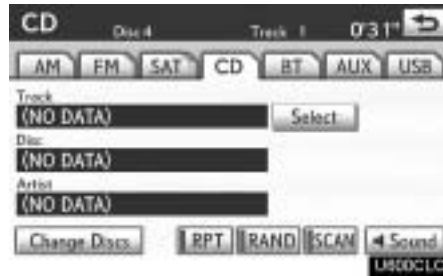 CD Disc 4 Track 1 0'31"
AM FM SAT CD BT AUX USB
Track
(NO DATA) Select
Disc
(NO DATA)
Artist
(NO DATA)
Change Discs RPT RAND SCAN Sound
U600CLC